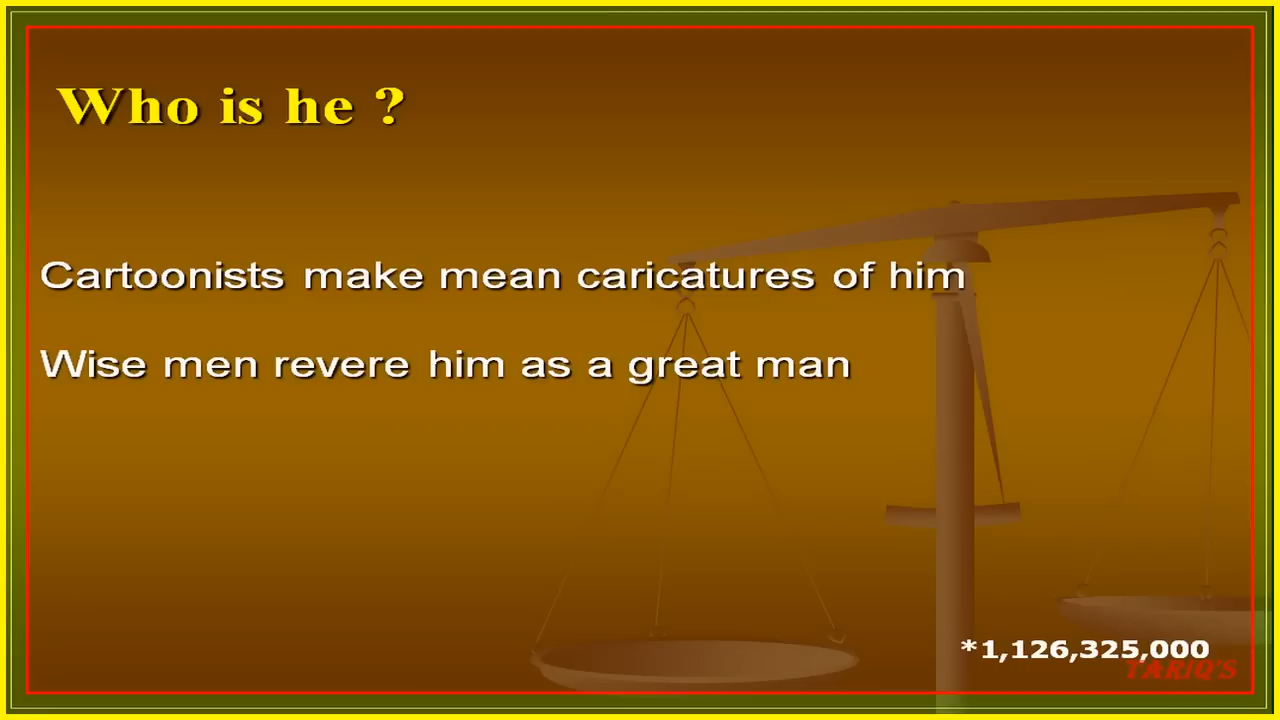 Who is he ?
Cartoonists make mean caricatures of him
Wise men revere him as a great man
*1,126,325,000
TARIQ'S